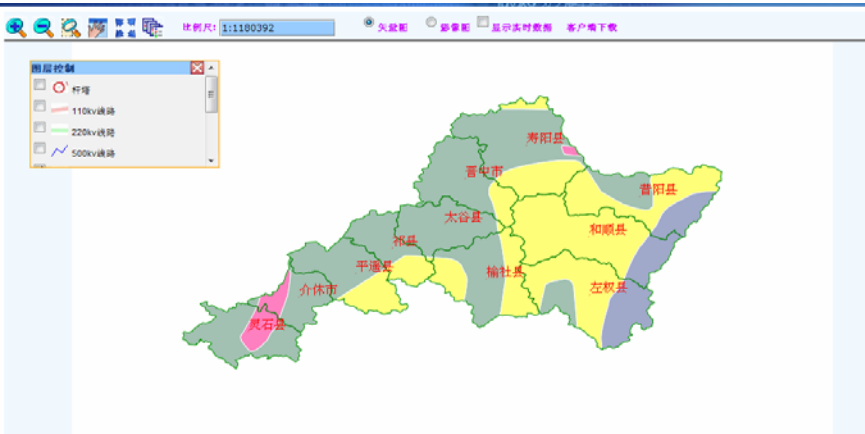 比例尺: 1:1180392 矢量图 影像图 显示实时数据 客户端下载
图层控制
杆塔
110kv线路
220kv线路
500kv线路
寿阳县
晋中市
昔阳县
太谷县
和顺县
祁县
平遥县
榆社县
介休市
左权县
灵石县